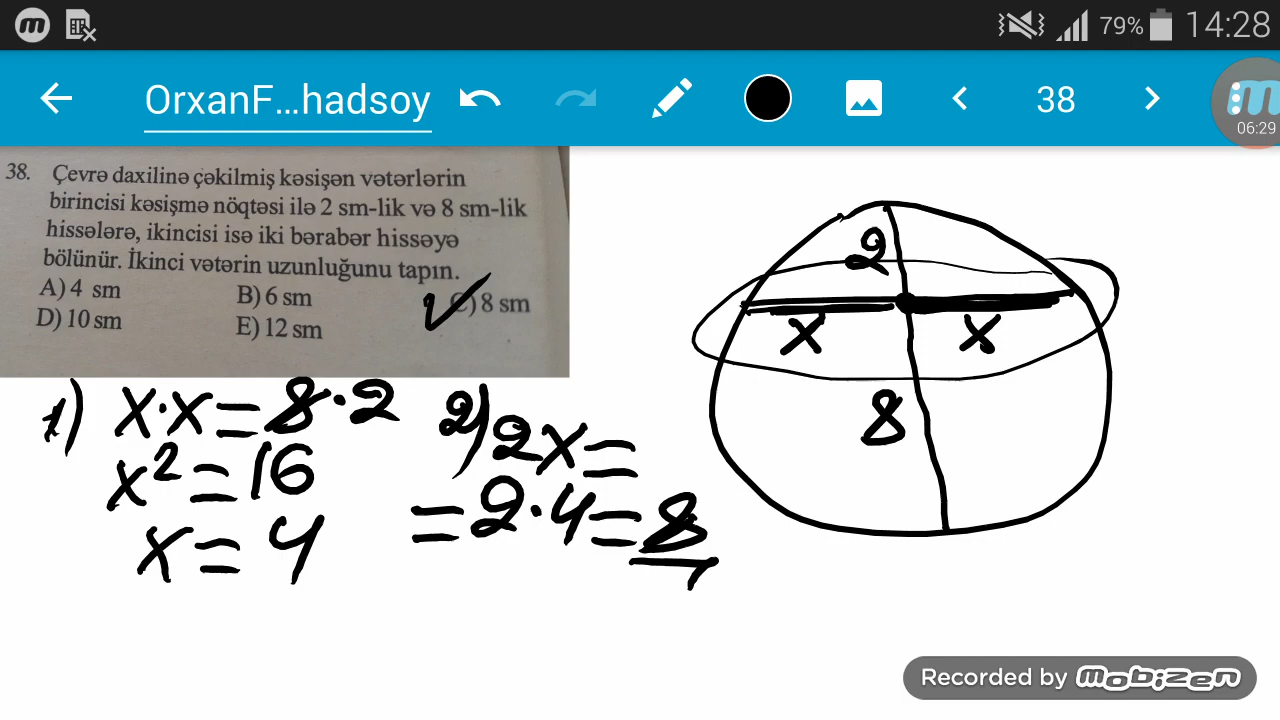 79% 14:28
OrxanF...hadsoy 38
06:29
38. Çevrə daxilinə çəkilmiş kəsişən vətərlərin
birincisi kəsişmə nöqtəsi ilə 2 sm-lik və 8 sm-lik
hissələrə, ikincisi isə iki bərabər hissəyə
bölünür. İkinci vətərin uzunluğunu tapın.
A) 4 sm B) 6 sm C) 8 sm
D) 10 sm E) 12 sm
2
x x
8
1) x·x=8·2
x²=16
x=4
2) 2x=
=2·4=8
Recorded by mobizen